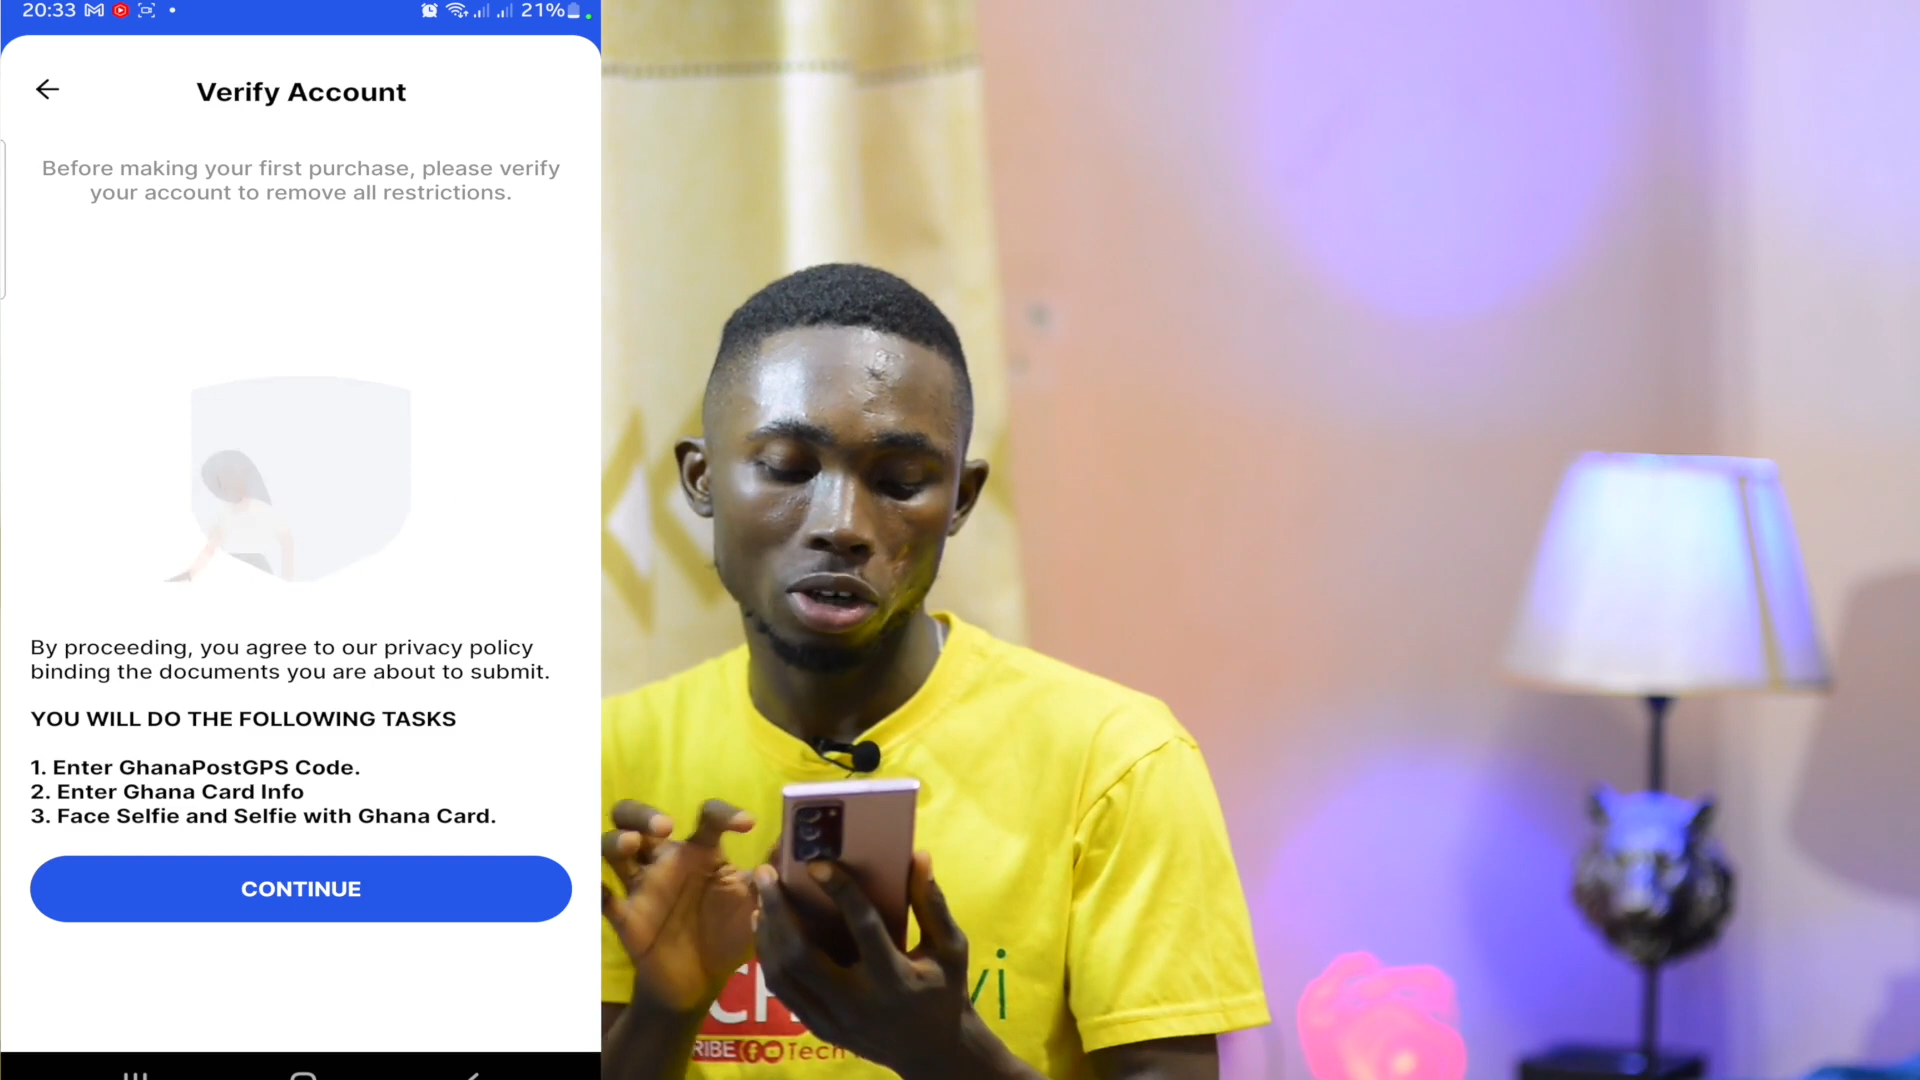 20:33
21%
Verify Account
Before making your first purchase, please verify
your account to remove all restrictions.
By proceeding, you agree to our privacy policy
binding the documents you are about to submit.
YOU WILL DO THE FOLLOWING TASKS
1. Enter GhanaPostGPS Code.
2. Enter Ghana Card Info
3. Face Selfie and Selfie with Ghana Card.
CONTINUE
Tech